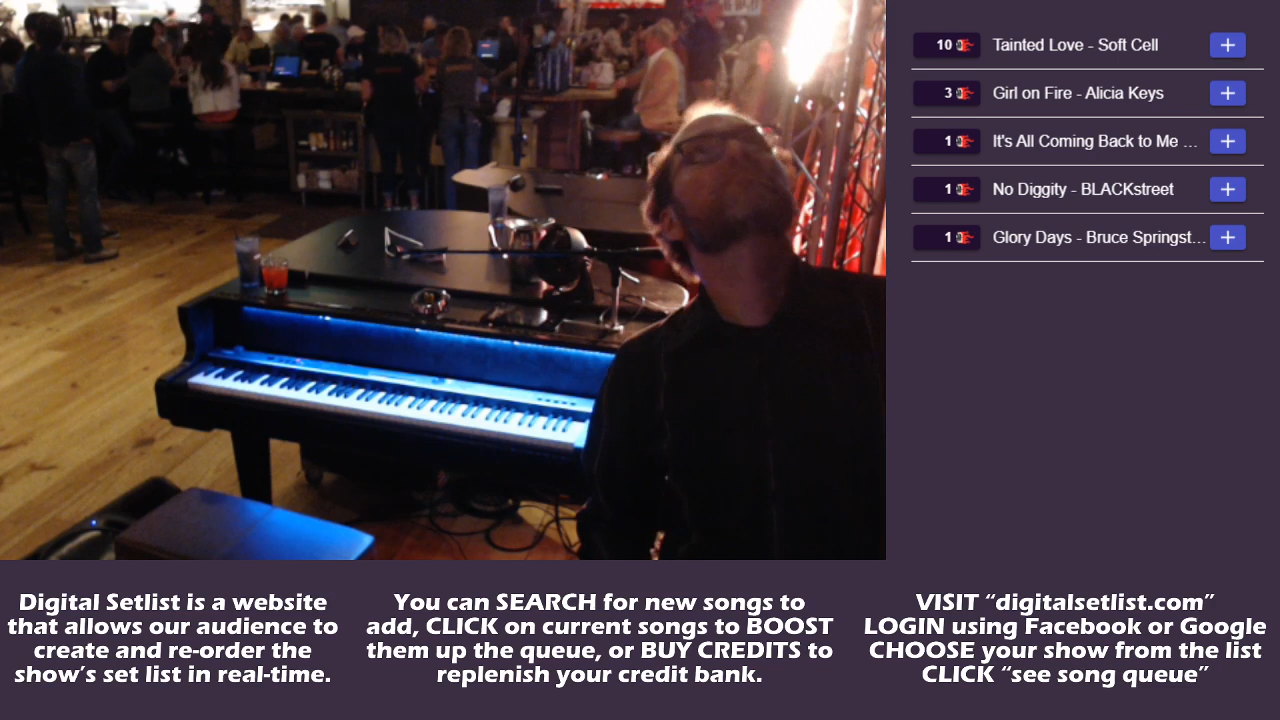 10 Tainted Love - Soft Cell
3 Girl on Fire - Alicia Keys
1 It's All Coming Back to Me ...
1 No Diggity - BLACKstreet
1 Glory Days - Bruce Springst...
Digital Setlist is a website
that allows our audience to
create and re-order the
show's set list in real-time.
You can SEARCH for new songs to
add, CLICK on current songs to BOOST
them up the queue, or BUY CREDITS to
replenish your credit bank.
VISIT “digitalsetlist.com”
LOGIN using Facebook or Google
CHOOSE your show from the list
CLICK “see song queue”